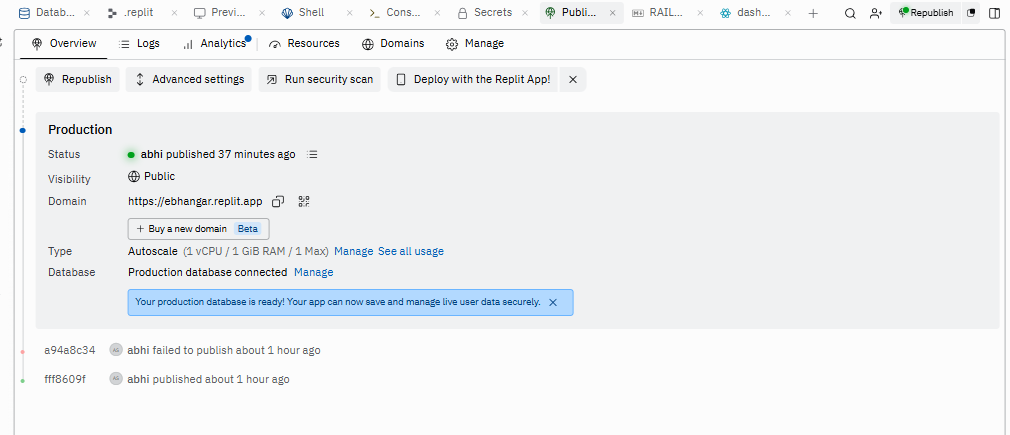 Datab... .replit Previ... Shell Cons... Secrets Publi... RAIL... dash... Republish
Overview Logs Analytics Resources Domains Manage
Republish Advanced settings Run security scan Deploy with the Replit App!
Production
Status abhi published 37 minutes ago
Visibility Public
Domain https://ebhangar.replit.app
+ Buy a new domain Beta
Type Autoscale (1 vCPU / 1 GiB RAM / 1 Max) Manage See all usage
Database Production database connected Manage
Your production database is ready! Your app can now save and manage live user data securely.
a94a8c34 AG abhi failed to publish about 1 hour ago
fff8609f AG abhi published about 1 hour ago